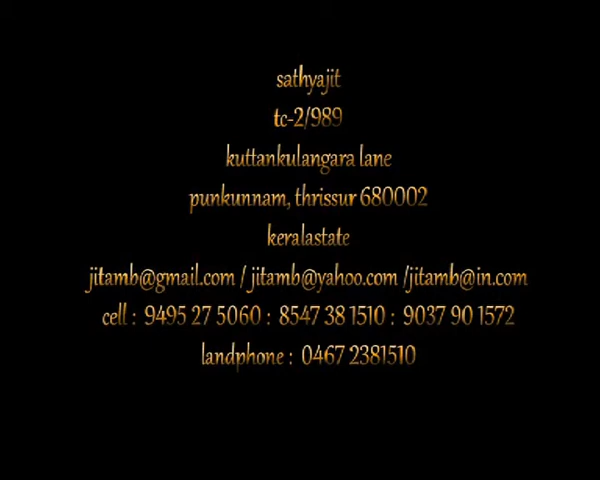 sathyajit
tc-2/989
kuttankulangara lane
punkunnam, thrissur 680002
keralastate
jitamb@gmail.com / jitamb@yahoo.com /jitamb@in.com
cell : 9495 27 5060 : 8547 38 1510 : 9037 90 1572
landphone : 0467 2381510